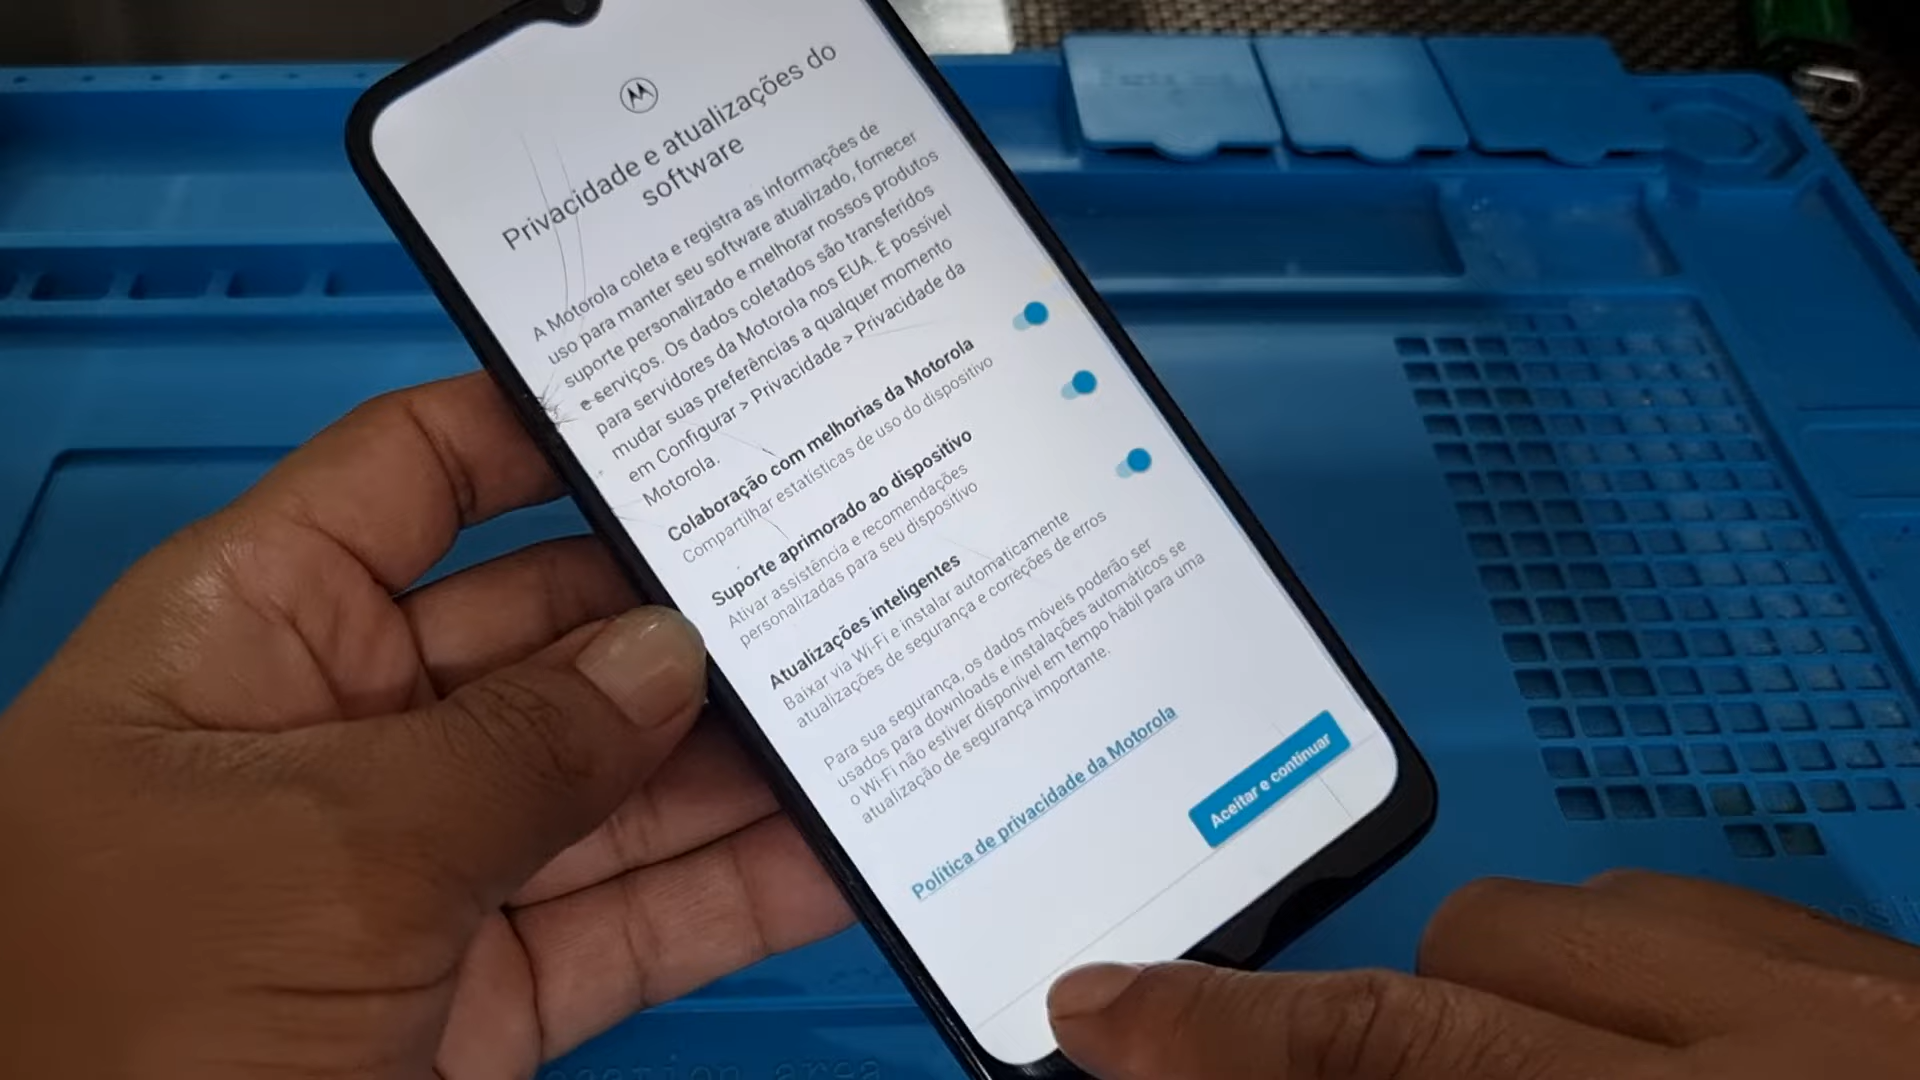 Privacidade e atualizações do
software
A Motorola coleta e registra as informações de
uso para manter seu software atualizado, fornecer
suporte personalizado e melhorar nossos produtos
e serviços. Os dados coletados são transferidos
para servidores da Motorola nos EUA. É possível
mudar suas preferências a qualquer momento
em Configurar > Privacidade > Privacidade da
Motorola.
Colaboração com melhorias da Motorola
Compartilhar estatísticas de uso do dispositivo
Suporte aprimorado ao dispositivo
Ativar assistência e recomendações
personalizadas para seu dispositivo
Atualizações inteligentes
Baixar via Wi-Fi e instalar automaticamente
atualizações de segurança e correções de erros
Para sua segurança, os dados móveis poderão ser
usados para downloads e instalações automáticos se
o Wi-Fi não estiver disponível em tempo hábil para uma
atualização de segurança importante.
Política de privacidade da Motorola
Aceitar e continuar
area